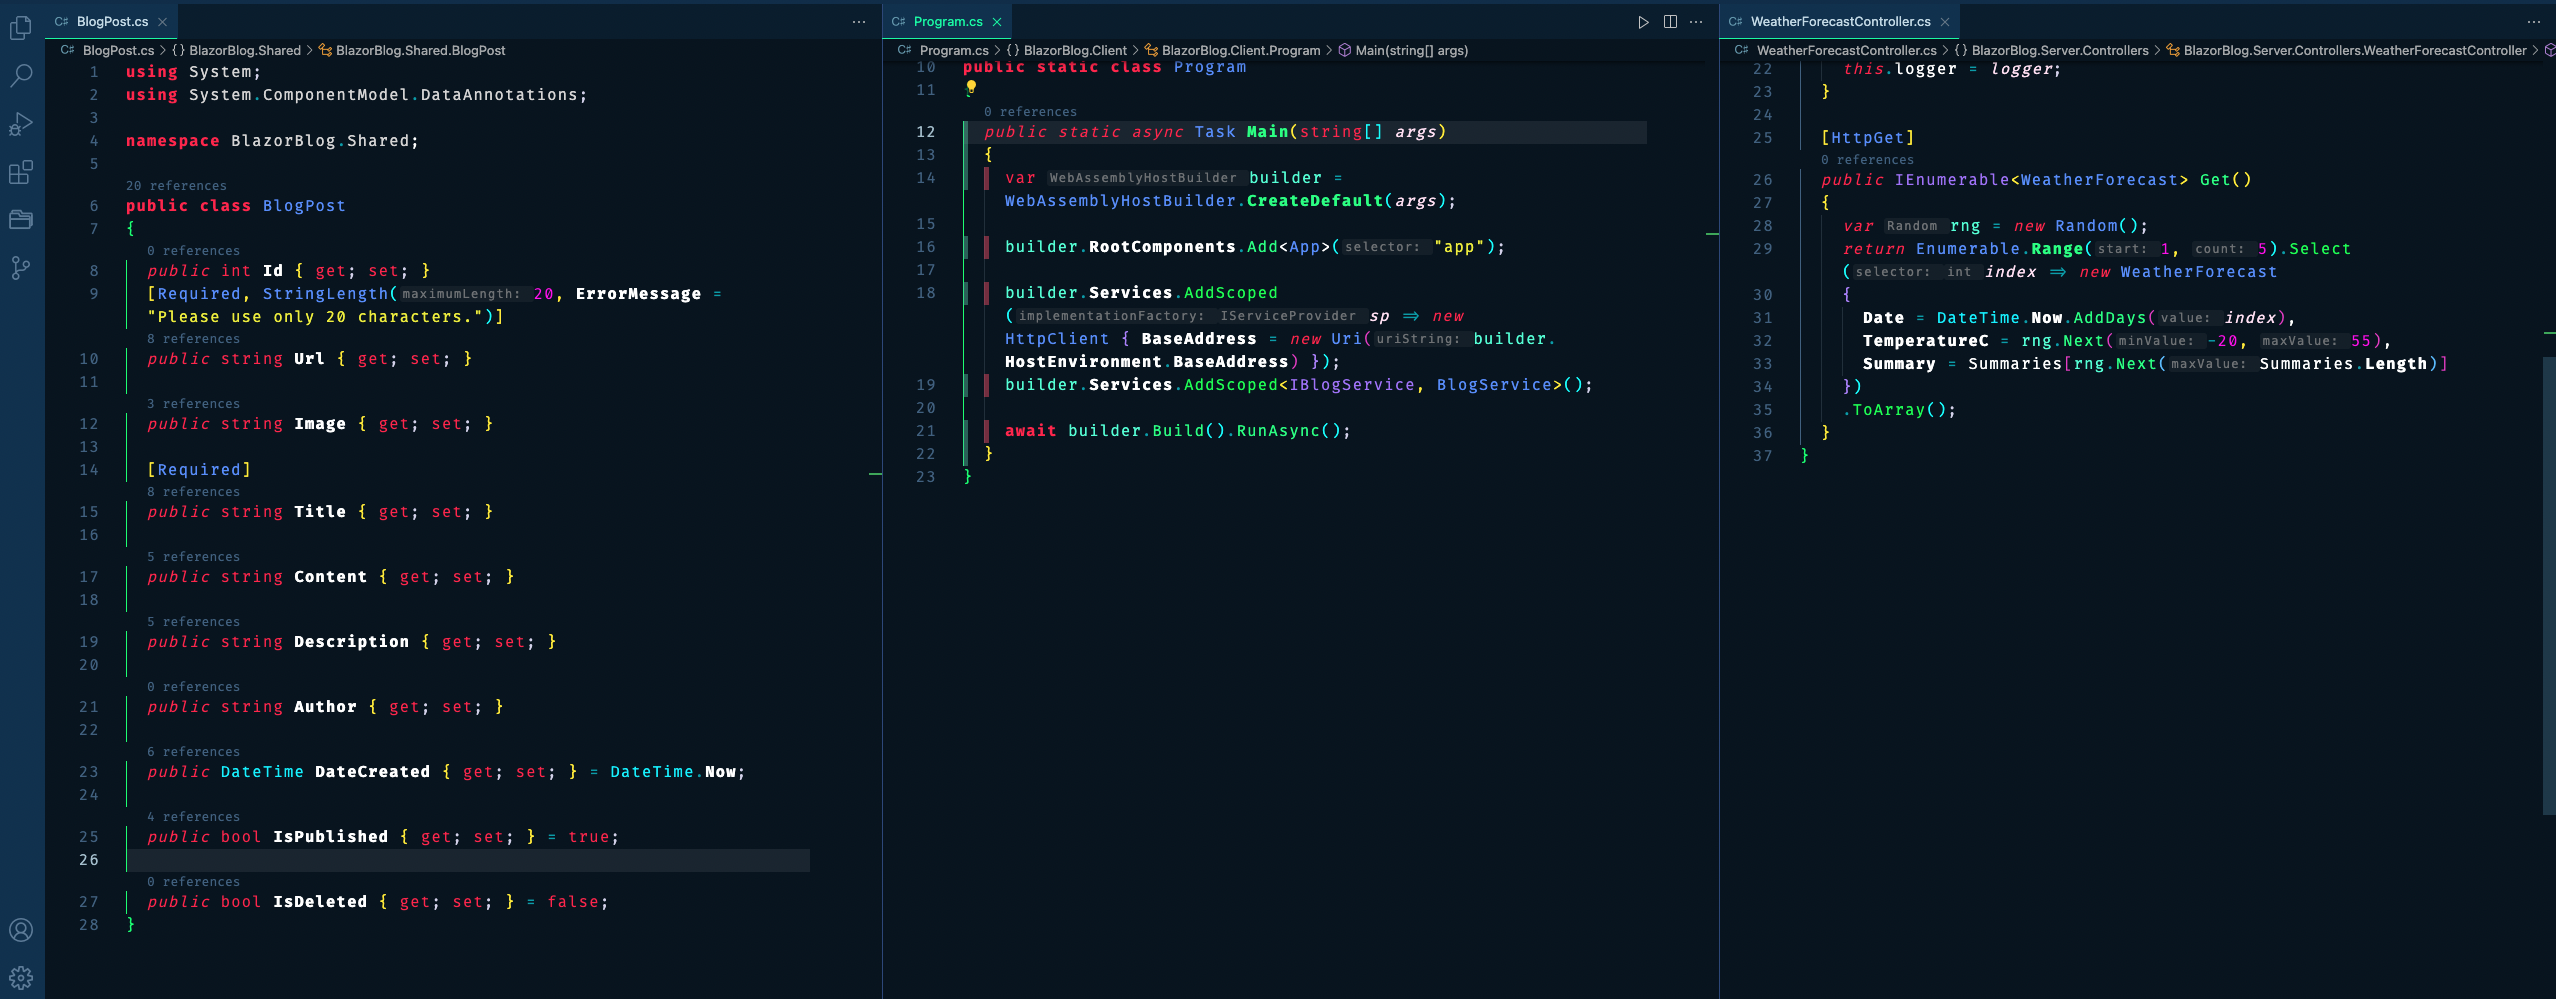 C# BlogPost.cs
C# BlogPost.cs > {} BlazorBlog.Shared > BlazorBlog.Shared.BlogPost
1 using System;
2 using System.ComponentModel.DataAnnotations;
3
4 namespace BlazorBlog.Shared;
5
20 references
6 public class BlogPost
7 {
0 references
8 public int Id { get; set; }
9 [Required, StringLength(maximumLength: 20, ErrorMessage =
"Please use only 20 characters.")]
8 references
10 public string Url { get; set; }
11
3 references
12 public string Image { get; set; }
13
14 [Required]
8 references
15 public string Title { get; set; }
16
5 references
17 public string Content { get; set; }
18
5 references
19 public string Description { get; set; }
20
0 references
21 public string Author { get; set; }
22
6 references
23 public DateTime DateCreated { get; set; } = DateTime.Now;
24
4 references
25 public bool IsPublished { get; set; } = true;
26
0 references
27 public bool IsDeleted { get; set; } = false;
28 }
C# Program.cs
C# Program.cs > {} BlazorBlog.Client > BlazorBlog.Client.Program > Main(string[] args)
10 public static class Program
11
0 references
12 public static async Task Main(string[] args)
13 {
14 var WebAssemblyHostBuilder builder =
WebAssemblyHostBuilder.CreateDefault(args);
15
16 builder.RootComponents.Add<App>(selector: "app");
17
18 builder.Services.AddScoped
(implementationFactory: IServiceProvider sp => new
HttpClient { BaseAddress = new Uri(uriString: builder.
HostEnvironment.BaseAddress) });
19 builder.Services.AddScoped<IBlogService, BlogService>();
20
21 await builder.Build().RunAsync();
22 }
23 }
C# WeatherForecastController.cs
C# WeatherForecastController.cs > {} BlazorBlog.Server.Controllers > BlazorBlog.Server.Controllers.WeatherForecastController >
22 this.logger = logger;
23 }
24
25 [HttpGet]
0 references
26 public IEnumerable<WeatherForecast> Get()
27 {
28 var Random rng = new Random();
29 return Enumerable.Range(start: 1, count: 5).Select
(selector: int index => new WeatherForecast
30 {
31 Date = DateTime.Now.AddDays(value: index),
32 TemperatureC = rng.Next(minValue: -20, maxValue: 55),
33 Summary = Summaries[rng.Next(maxValue: Summaries.Length)]
34 })
35 .ToArray();
36 }
37 }